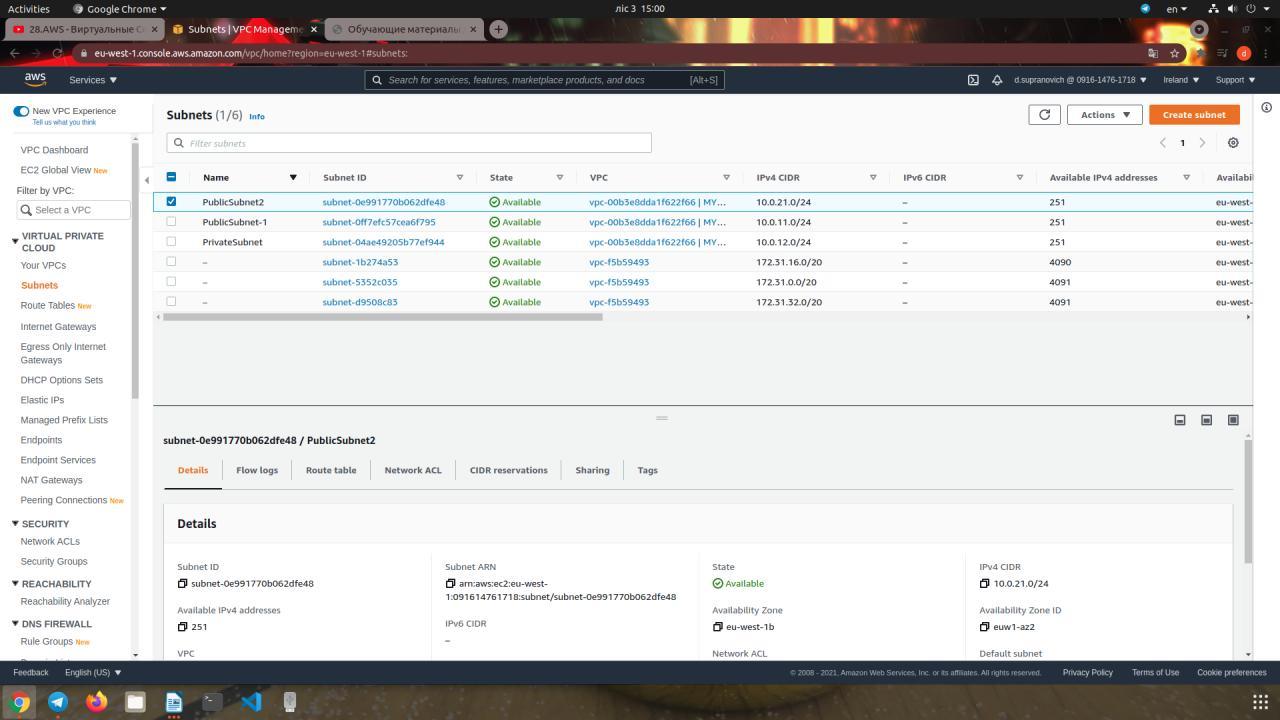 Activities
Google Chrome
ліс 3 15:00
en
28.AWS - Виртуальные С
Subnets | VPC Manageme
Обучающие материалы
eu-west-1.console.aws.amazon.com/vpc/home?region=eu-west-1#subnets:
d
aws
Services
Search for services, features, marketplace products, and docs
[Alt+S]
d.supranovich @ 0916-1476-1718
Ireland
Support
New VPC Experience
Tell us what you think
VPC Dashboard
EC2 Global View New
Filter by VPC:
Select a VPC
VIRTUAL PRIVATE
CLOUD
Your VPCs
Subnets
Route Tables New
Internet Gateways
Egress Only Internet
Gateways
DHCP Options Sets
Elastic IPs
Managed Prefix Lists
Endpoints
Endpoint Services
NAT Gateways
Peering Connections New
SECURITY
Network ACLs
Security Groups
REACHABILITY
Reachability Analyzer
DNS FIREWALL
Rule Groups New
Subnets (1/6) Info
Actions
Create subnet
Filter subnets
1
Name Subnet ID State VPC IPv4 CIDR IPv6 CIDR Available IPv4 addresses Availabi
PublicSubnet2 subnet-0e991770b062dfe48 Available vpc-00b3e8dda1f622f66 | MY... 10.0.21.0/24 – 251 eu-west-
PublicSubnet-1 subnet-0ff7efc57cea6f795 Available vpc-00b3e8dda1f622f66 | MY... 10.0.11.0/24 – 251 eu-west-
PrivateSubnet subnet-04ae49205b77ef944 Available vpc-00b3e8dda1f622f66 | MY... 10.0.12.0/24 – 251 eu-west-
– subnet-1b274a53 Available vpc-f5b59493 172.31.16.0/20 – 4090 eu-west-
– subnet-5352c035 Available vpc-f5b59493 172.31.0.0/20 – 4091 eu-west-
– subnet-d9508c83 Available vpc-f5b59493 172.31.32.0/20 – 4091 eu-west-
subnet-0e991770b062dfe48 / PublicSubnet2
Details Flow logs Route table Network ACL CIDR reservations Sharing Tags
Details
Subnet ID
subnet-0e991770b062dfe48
Available IPv4 addresses
251
VPC
Subnet ARN
arn:aws:ec2:eu-west-
1:091614761718:subnet/subnet-0e991770b062dfe48
IPv6 CIDR
–
State
Available
Availability Zone
eu-west-1b
Network ACL
IPv4 CIDR
10.0.21.0/24
Availability Zone ID
euw1-az2
Default subnet
Feedback
English (US)
© 2008 - 2021, Amazon Web Services, Inc. or its affiliates. All rights reserved.
Privacy Policy
Terms of Use
Cookie preferences